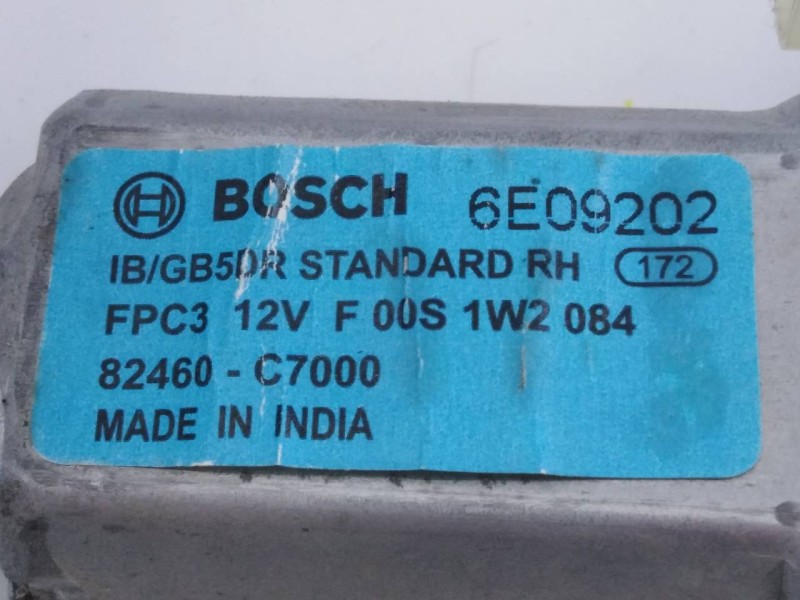 BOSCH 6E09202
IB/GB5DR STANDARD RH 172
FPC3 12V F 00S 1W2 084
82460 - C7000
MADE IN INDIA